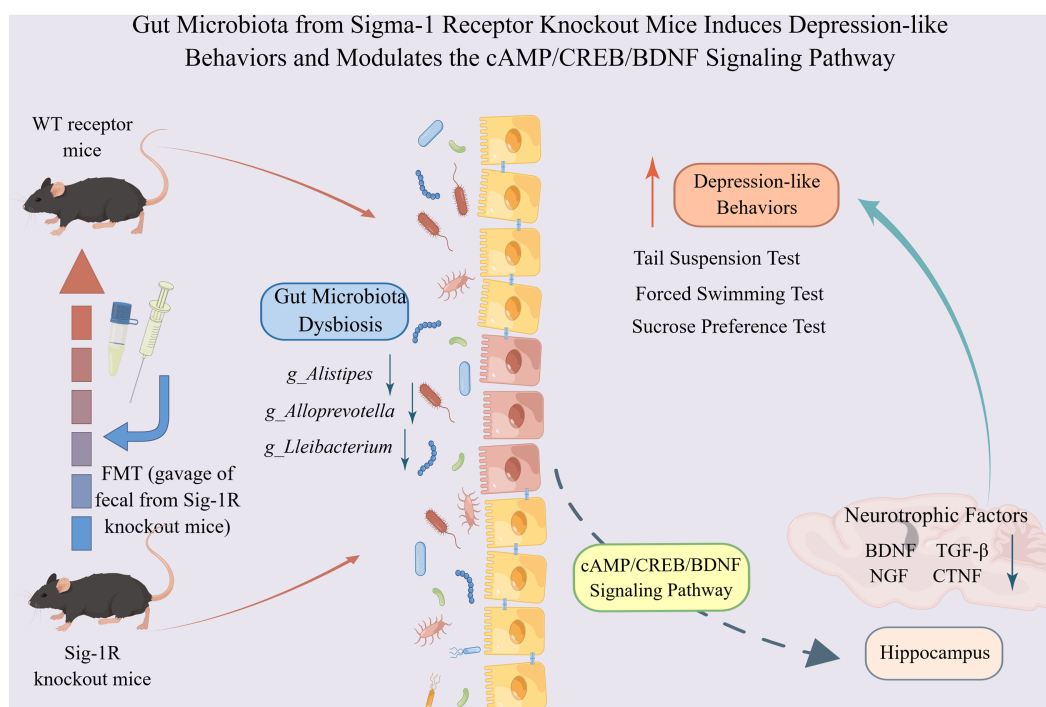 Gut Microbiota from Sigma-1 Receptor Knockout Mice Induces Depression-like
Behaviors and Modulates the cAMP/CREB/BDNF Signaling Pathway
WT receptor
mice
Gut Microbiota
Dysbiosis
g_Alistipes
g_Alloprevotella
g_Lleibacterium
FMT (gavage of
fecal from Sig-1R
knockout mice)
Sig-1R
knockout mice
Depression-like
Behaviors
Tail Suspension Test
Forced Swimming Test
Sucrose Preference Test
cAMP/CREB/BDNF
Signaling Pathway
Neurotrophic Factors
BDNF TGF-β
NGF CTNF
Hippocampus